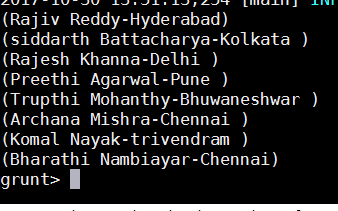 (Rajiv Reddy-Hyderabad)
(siddarth Battacharya-Kolkata )
(Rajesh Khanna-Delhi )
(Preethi Agarwal-Pune )
(Trupthi Mohanthy-Bhuwaneshwar )
(Archana Mishra-Chennai )
(Komal Nayak-trivendram )
(Bharathi Nambiayar-Chennai)
grunt>